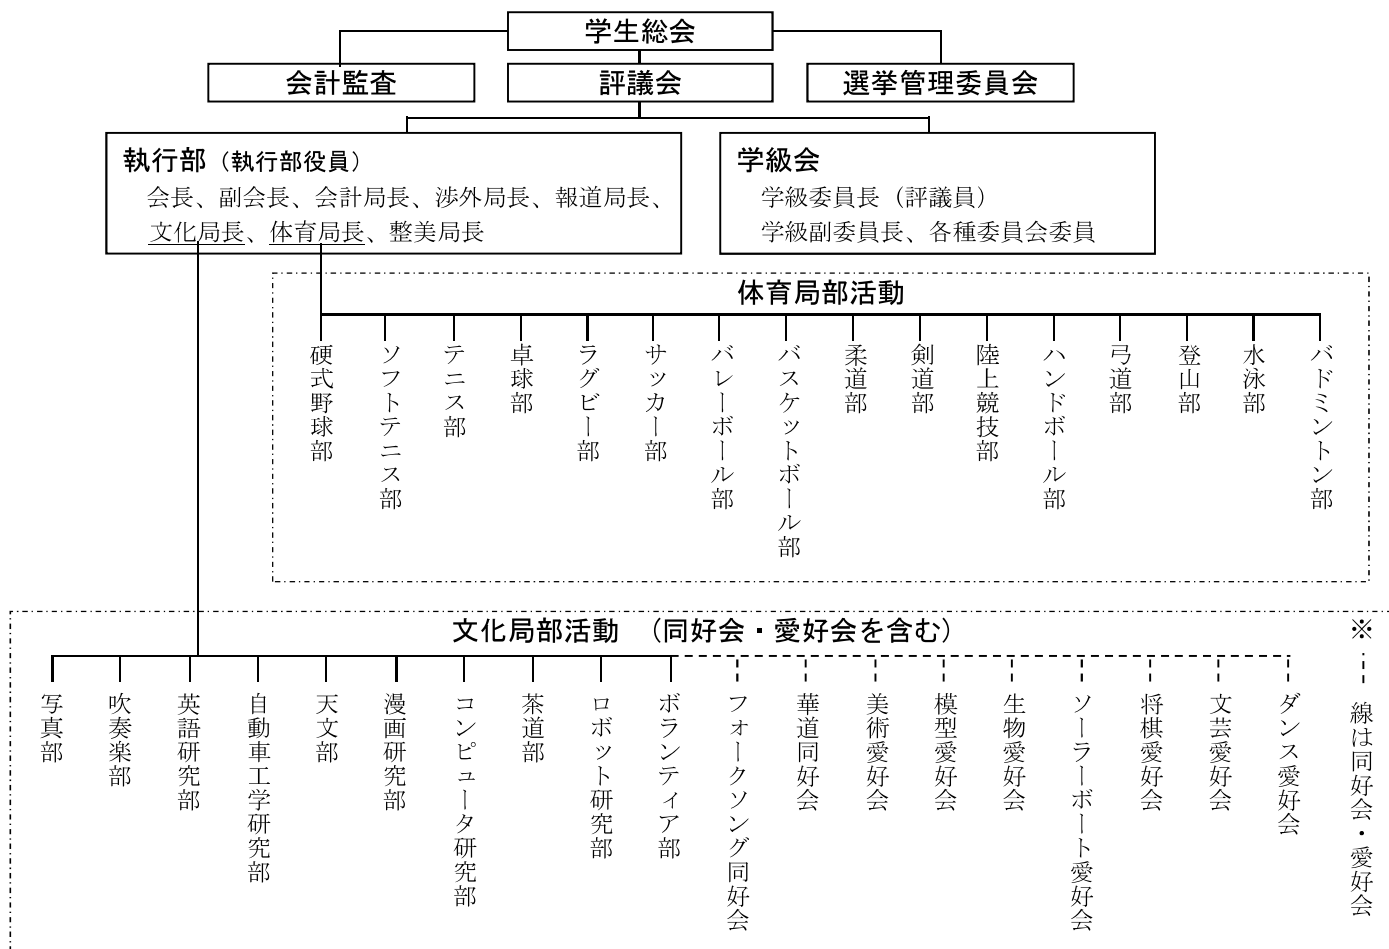 学生総会
会計監査
評議会
選挙管理委員会
執行部（執行部役員）
会長、副会長、会計局長、渉外局長、報道局長、
文化局長、体育局長、整美局長
学級会
学級委員長（評議員）
学級副委員長、各種委員会委員
体育局部活動
硬式野球部
ソフトテニス部
テニス部
卓球部
ラグビー部
サッカー部
バレーボール部
バスケットボール部
柔道部
剣道部
陸上競技部
ハンドボール部
弓道部
登山部
水泳部
バドミントン部
文化局部活動　（同好会・愛好会を含む）
写真部
吹奏楽部
英語研究部
自動車工学研究部
天文部
漫画研究部
コンピュータ研究部
茶道部
ロボット研究部
ボランティア部
フォークソング同好会
華道同好会
美術愛好会
模型愛好会
生物愛好会
ソーラーボート愛好会
将棋愛好会
文芸愛好会
ダンス愛好会
※ 線は同好会・愛好会